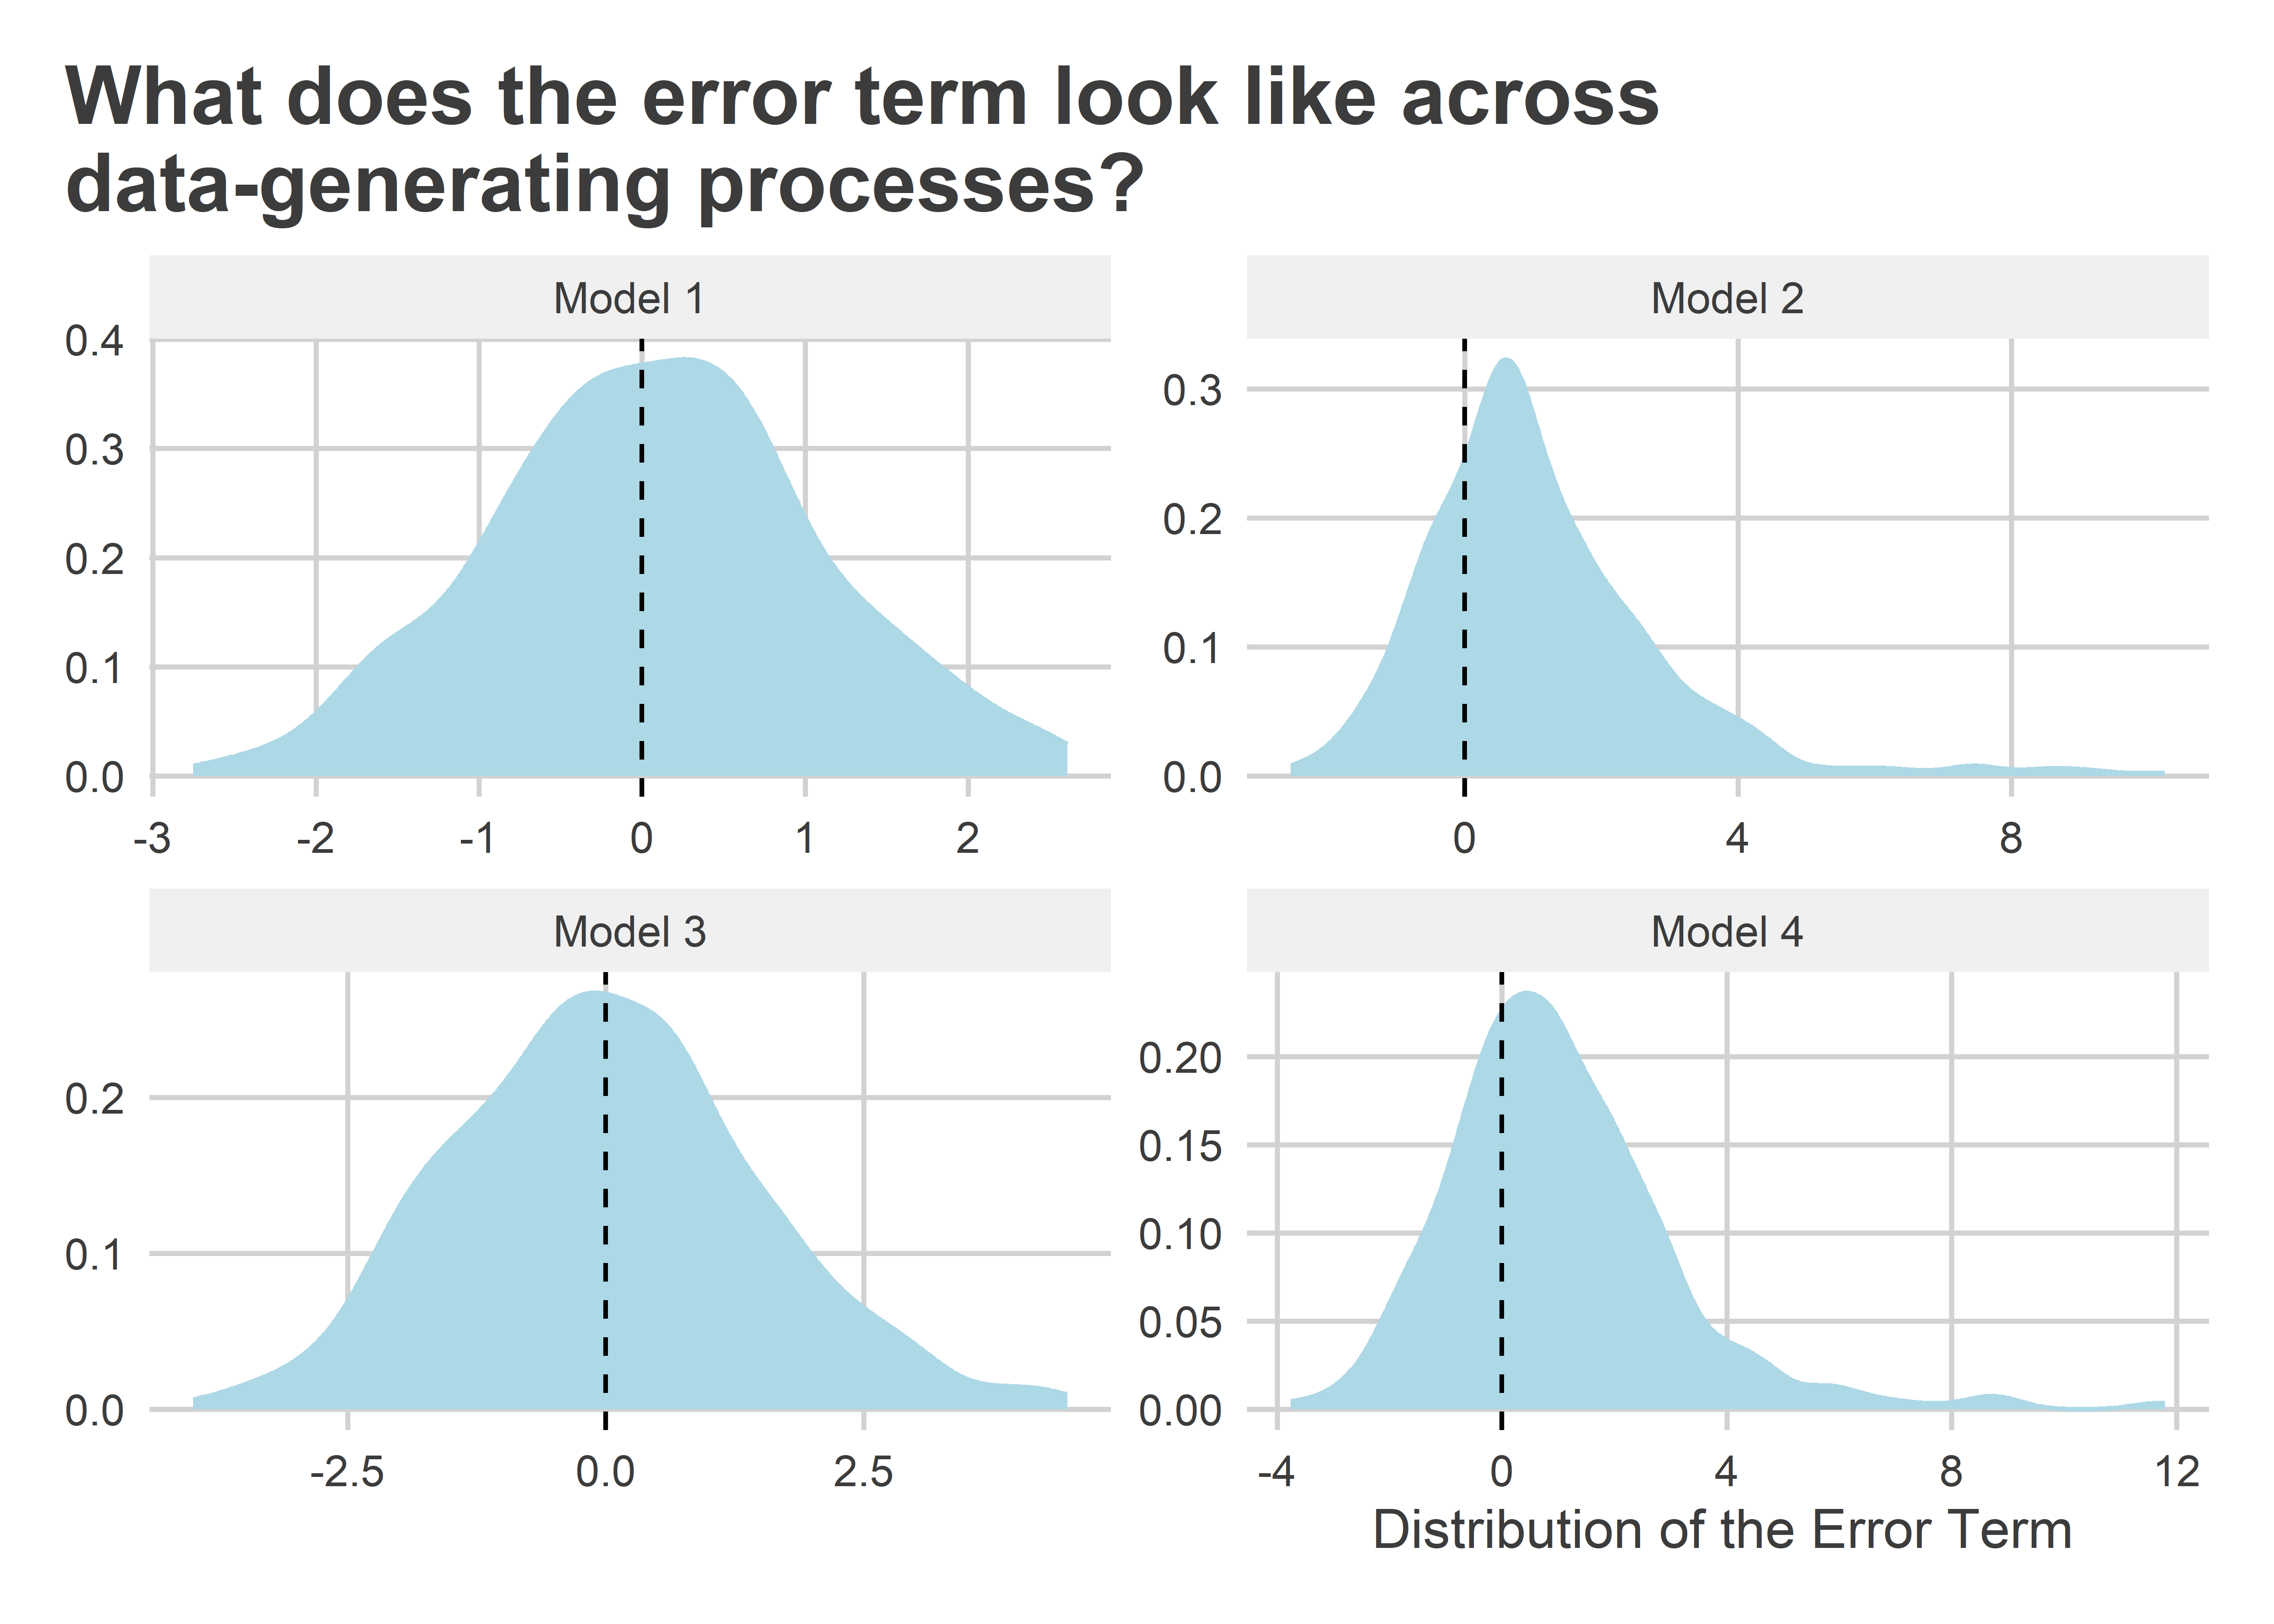 What does the error term look like across
data-generating processes?
Model 1
0.4
0.3
0.2
0.1
0.0
-3 -2 -1 0 1 2
Model 2
0.3
0.2
0.1
0.0
0 4 8
Model 3
0.2
0.1
0.0
-2.5 0.0 2.5
Model 4
0.20
0.15
0.10
0.05
0.00
-4 0 4 8 12
Distribution of the Error Term